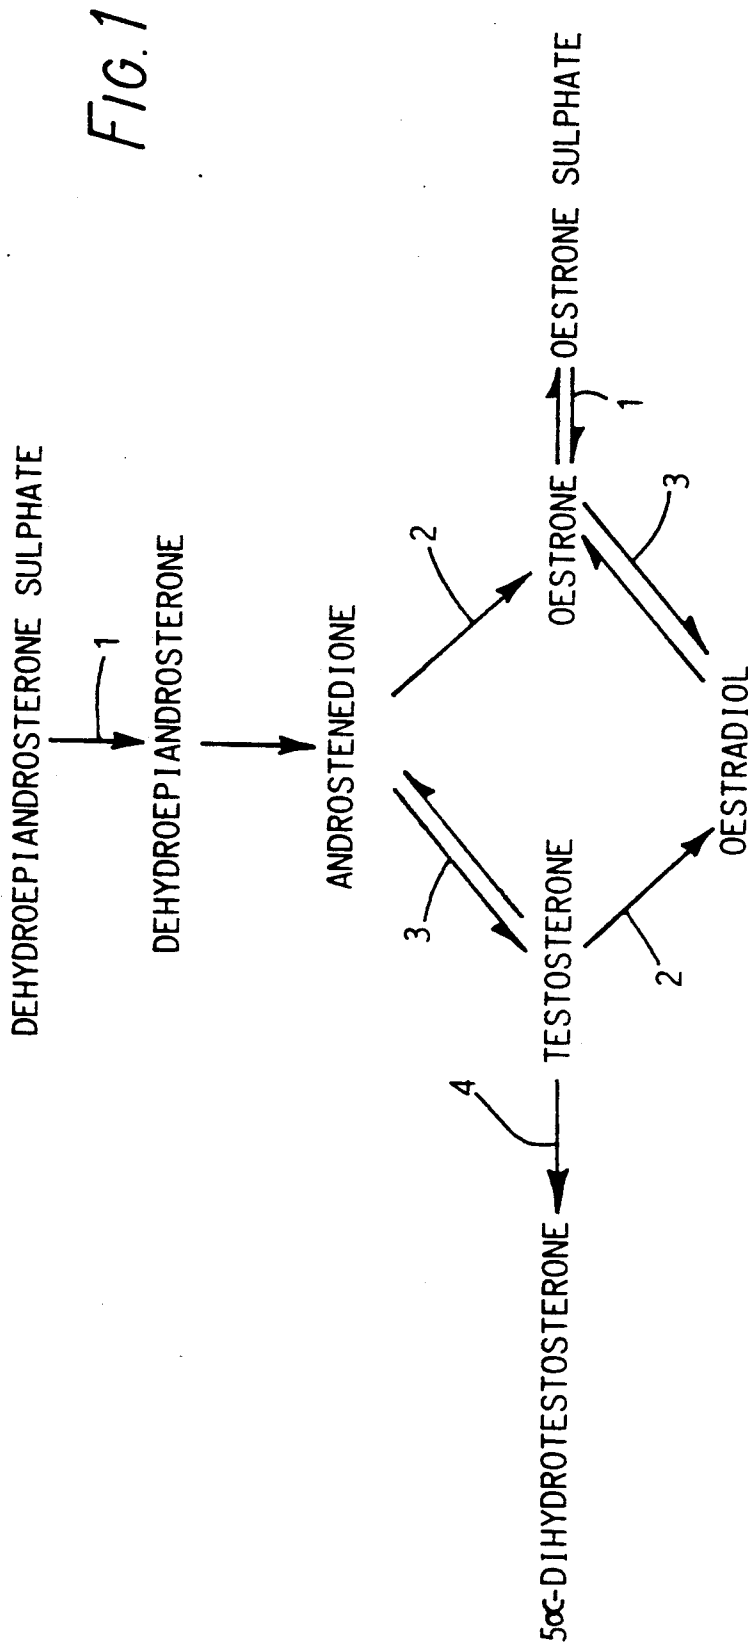 FIG. 1
DEHYDROEPIANDROSTERONE SULPHATE
1
DEHYDROEPIANDROSTERONE
ANDROSTENEDIONE
3
2
4
5α-DIHYDROTESTOSTERONE
TESTOSTERONE
OESTRONE
OESTRONE SULPHATE
1
2
3
OESTRADIOL